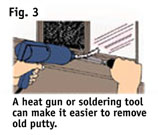 Fig. 3
A heat gun or soldering tool
can make it easier to remove
old putty.